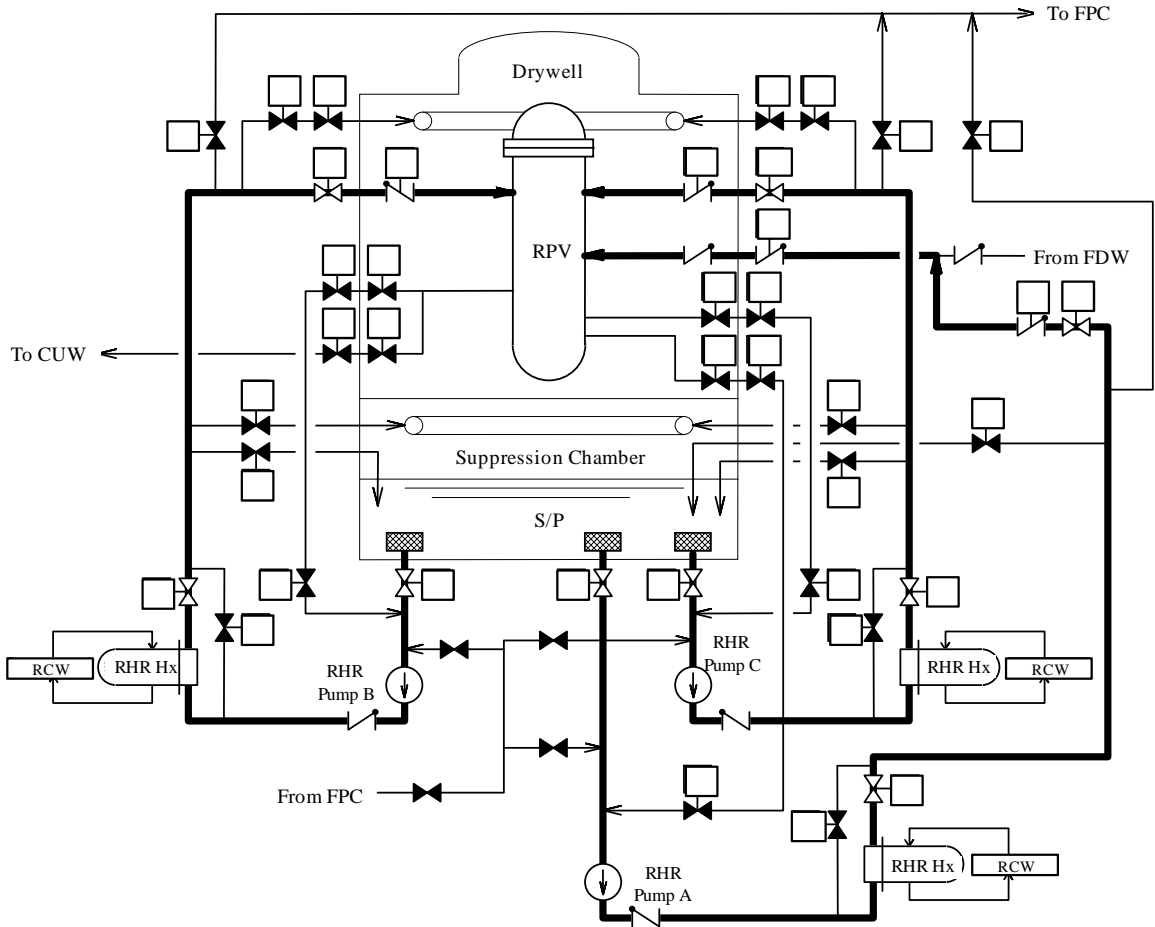 To FPC
Drywell
RPV
From FDW
To CUW
Suppression Chamber
S/P
RCW
RHR Hx
RHR
Pump B
RHR
Pump C
RHR Hx
RCW
From FPC
RHR
Pump A
RHR Hx
RCW